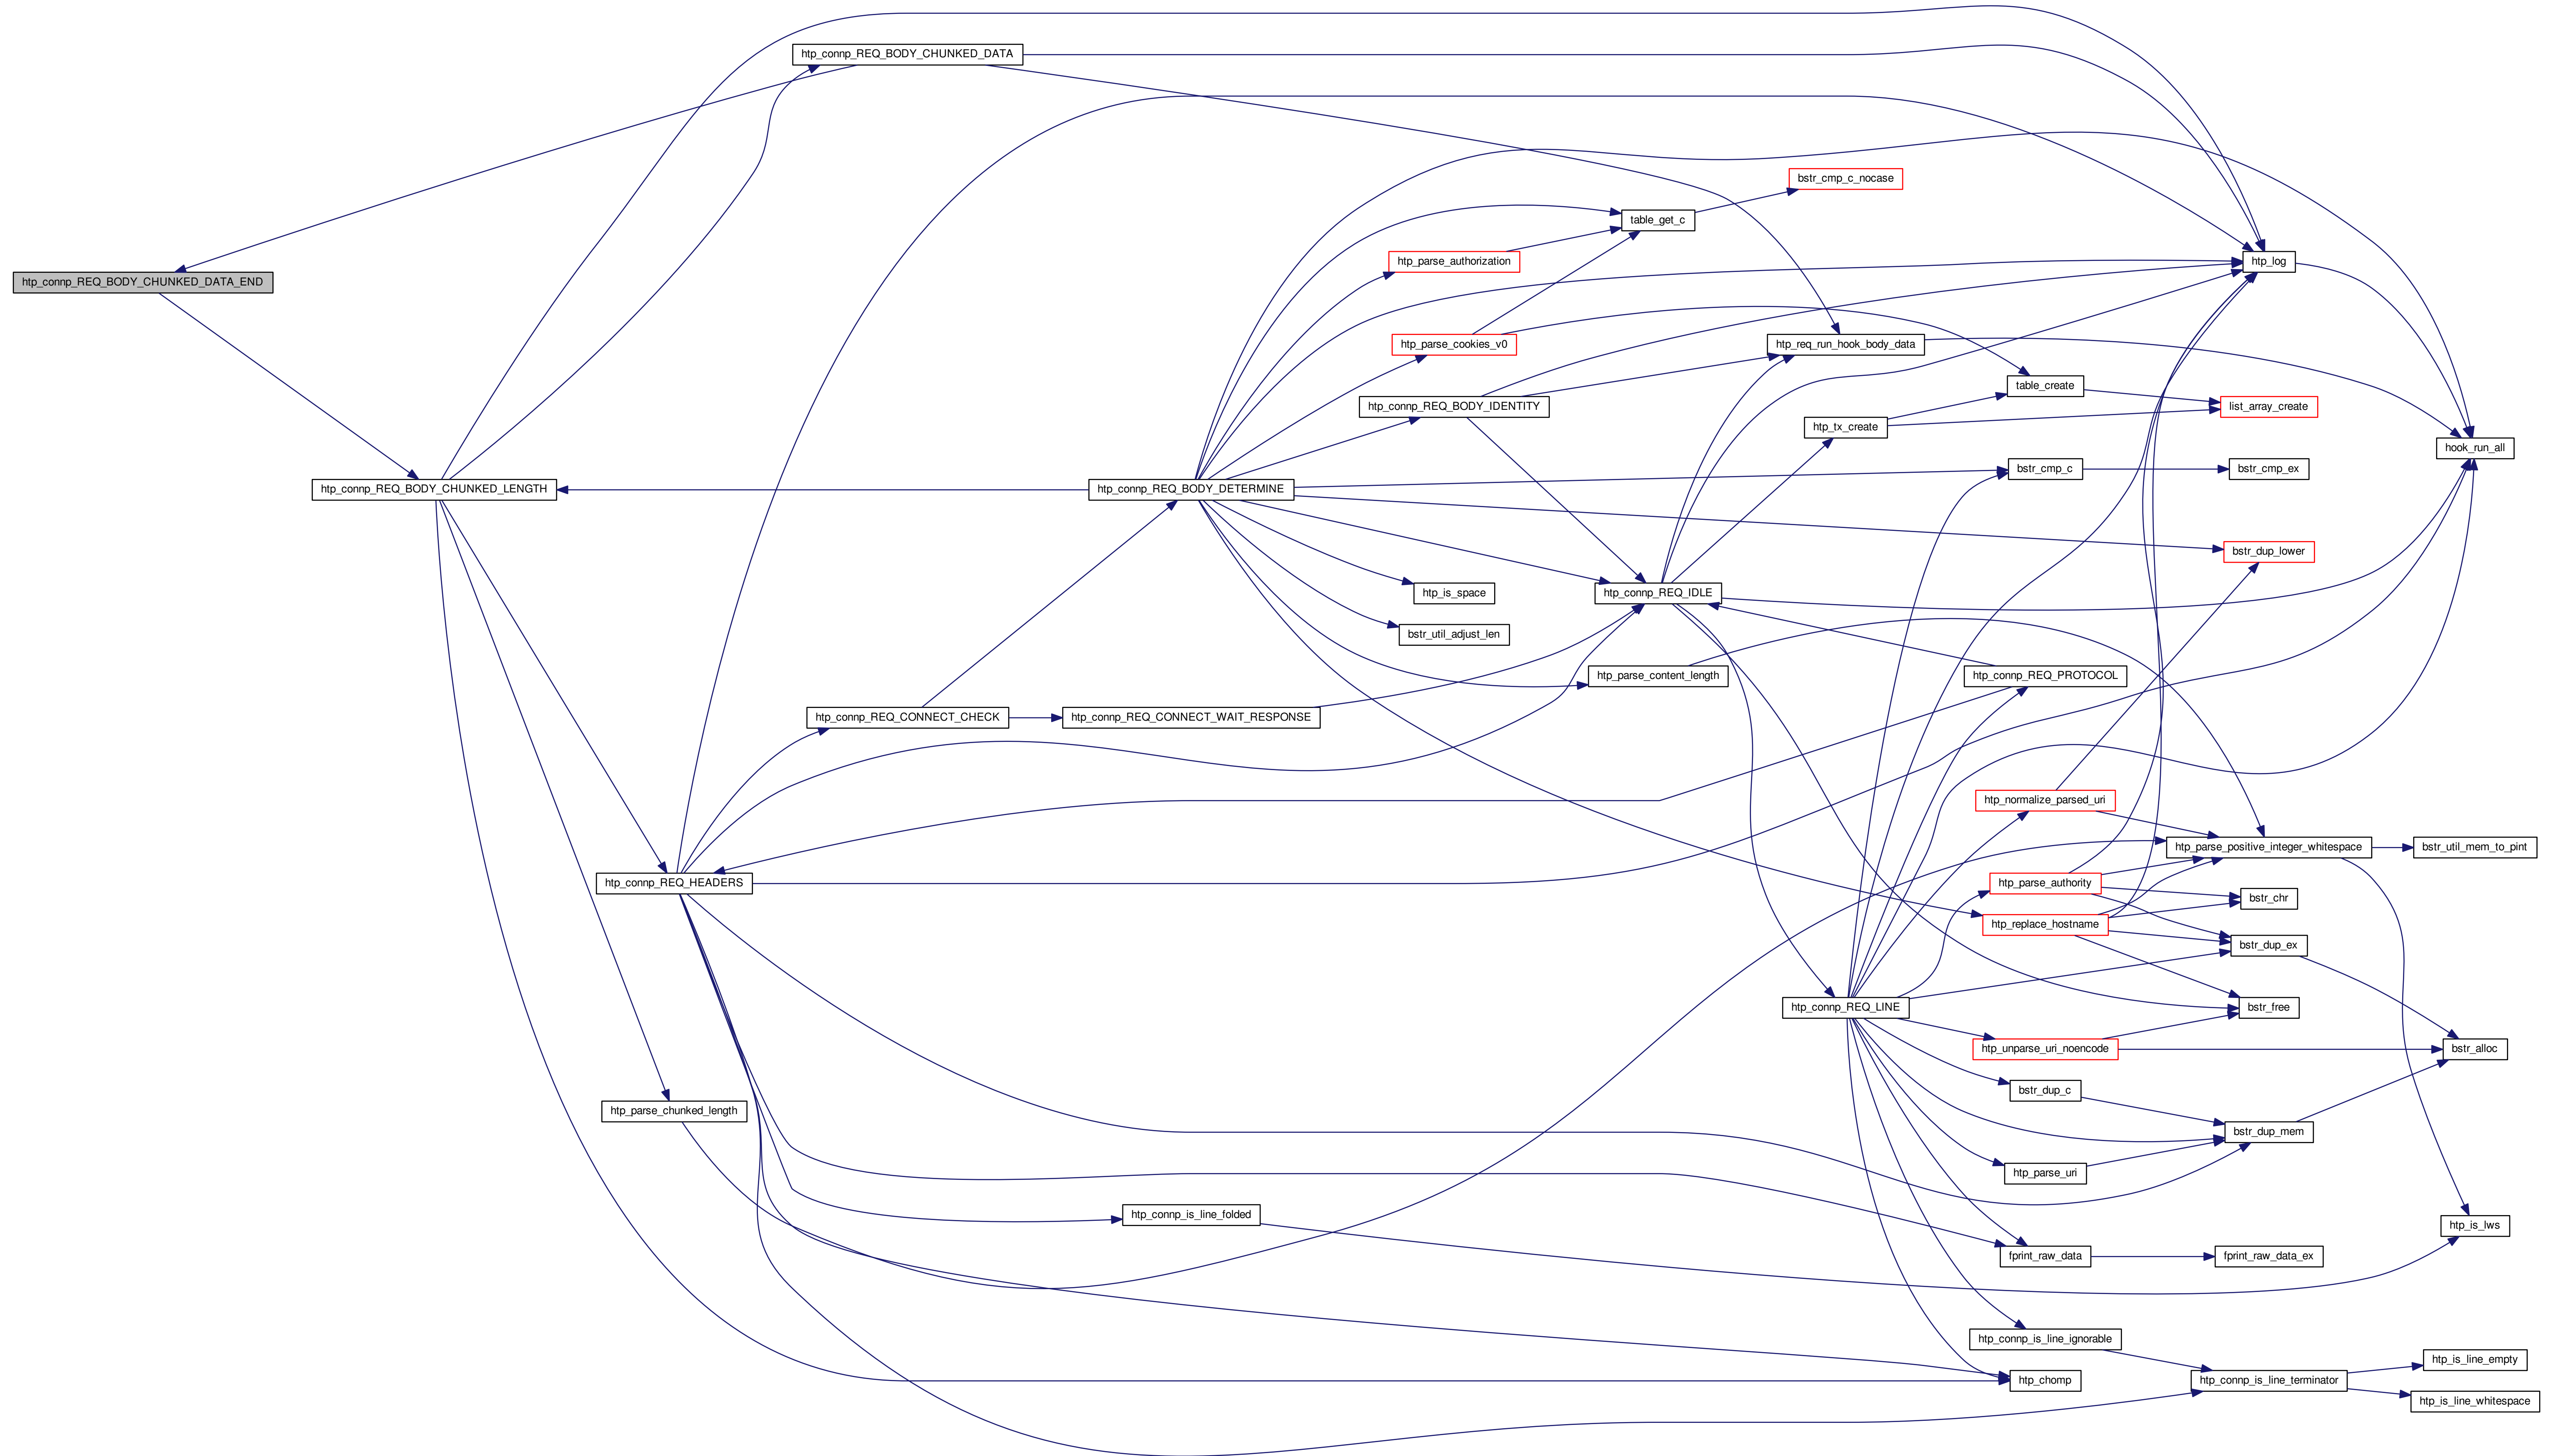 htp_connp_REQ_BODY_CHUNKED_DATA
bstr_cmp_c_nocase
table_get_c
htp_parse_authorization
htp_log
htp_connp_REQ_BODY_CHUNKED_DATA_END
htp_parse_cookies_v0
htp_req_run_hook_body_data
table_create
htp_connp_REQ_BODY_IDENTITY
list_array_create
htp_tx_create
hook_run_all
bstr_cmp_c
bstr_cmp_ex
htp_connp_REQ_BODY_CHUNKED_LENGTH
htp_connp_REQ_BODY_DETERMINE
bstr_dup_lower
htp_is_space
htp_connp_REQ_IDLE
bstr_util_adjust_len
htp_parse_content_length
htp_connp_REQ_PROTOCOL
htp_connp_REQ_CONNECT_CHECK
htp_connp_REQ_CONNECT_WAIT_RESPONSE
htp_normalize_parsed_uri
htp_parse_positive_integer_whitespace
bstr_util_mem_to_pint
htp_connp_REQ_HEADERS
htp_parse_authority
bstr_chr
htp_replace_hostname
bstr_dup_ex
htp_connp_REQ_LINE
bstr_free
htp_unparse_uri_noencode
bstr_alloc
bstr_dup_c
htp_parse_chunked_length
bstr_dup_mem
htp_parse_uri
htp_connp_is_line_folded
htp_is_lws
fprint_raw_data
fprint_raw_data_ex
htp_connp_is_line_ignorable
htp_is_line_empty
htp_chomp
htp_connp_is_line_terminator
htp_is_line_whitespace